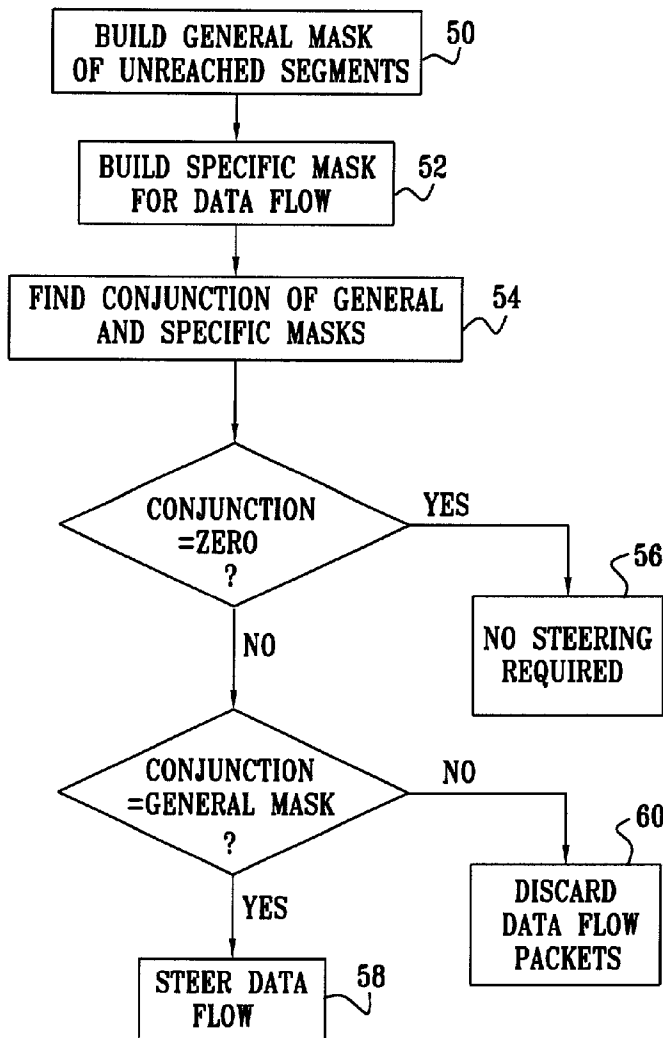 BUILD GENERAL MASK
OF UNREACHED SEGMENTS
50
BUILD SPECIFIC MASK
FOR DATA FLOW
52
FIND CONJUNCTION OF GENERAL
AND SPECIFIC MASKS
54
CONJUNCTION
=ZERO
?
YES
56
NO STEERING
REQUIRED
NO
CONJUNCTION
=GENERAL MASK
?
NO
60
DISCARD
DATA FLOW
PACKETS
YES
STEER DATA
FLOW
58